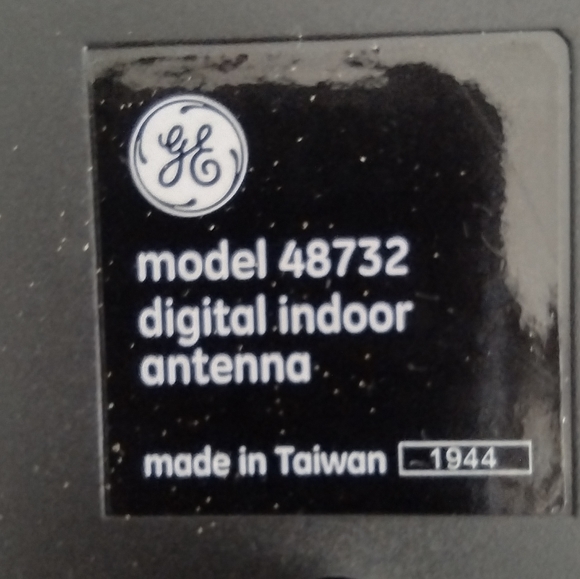 GE
model 48732
digital indoor
antenna
made in Taiwan 1944